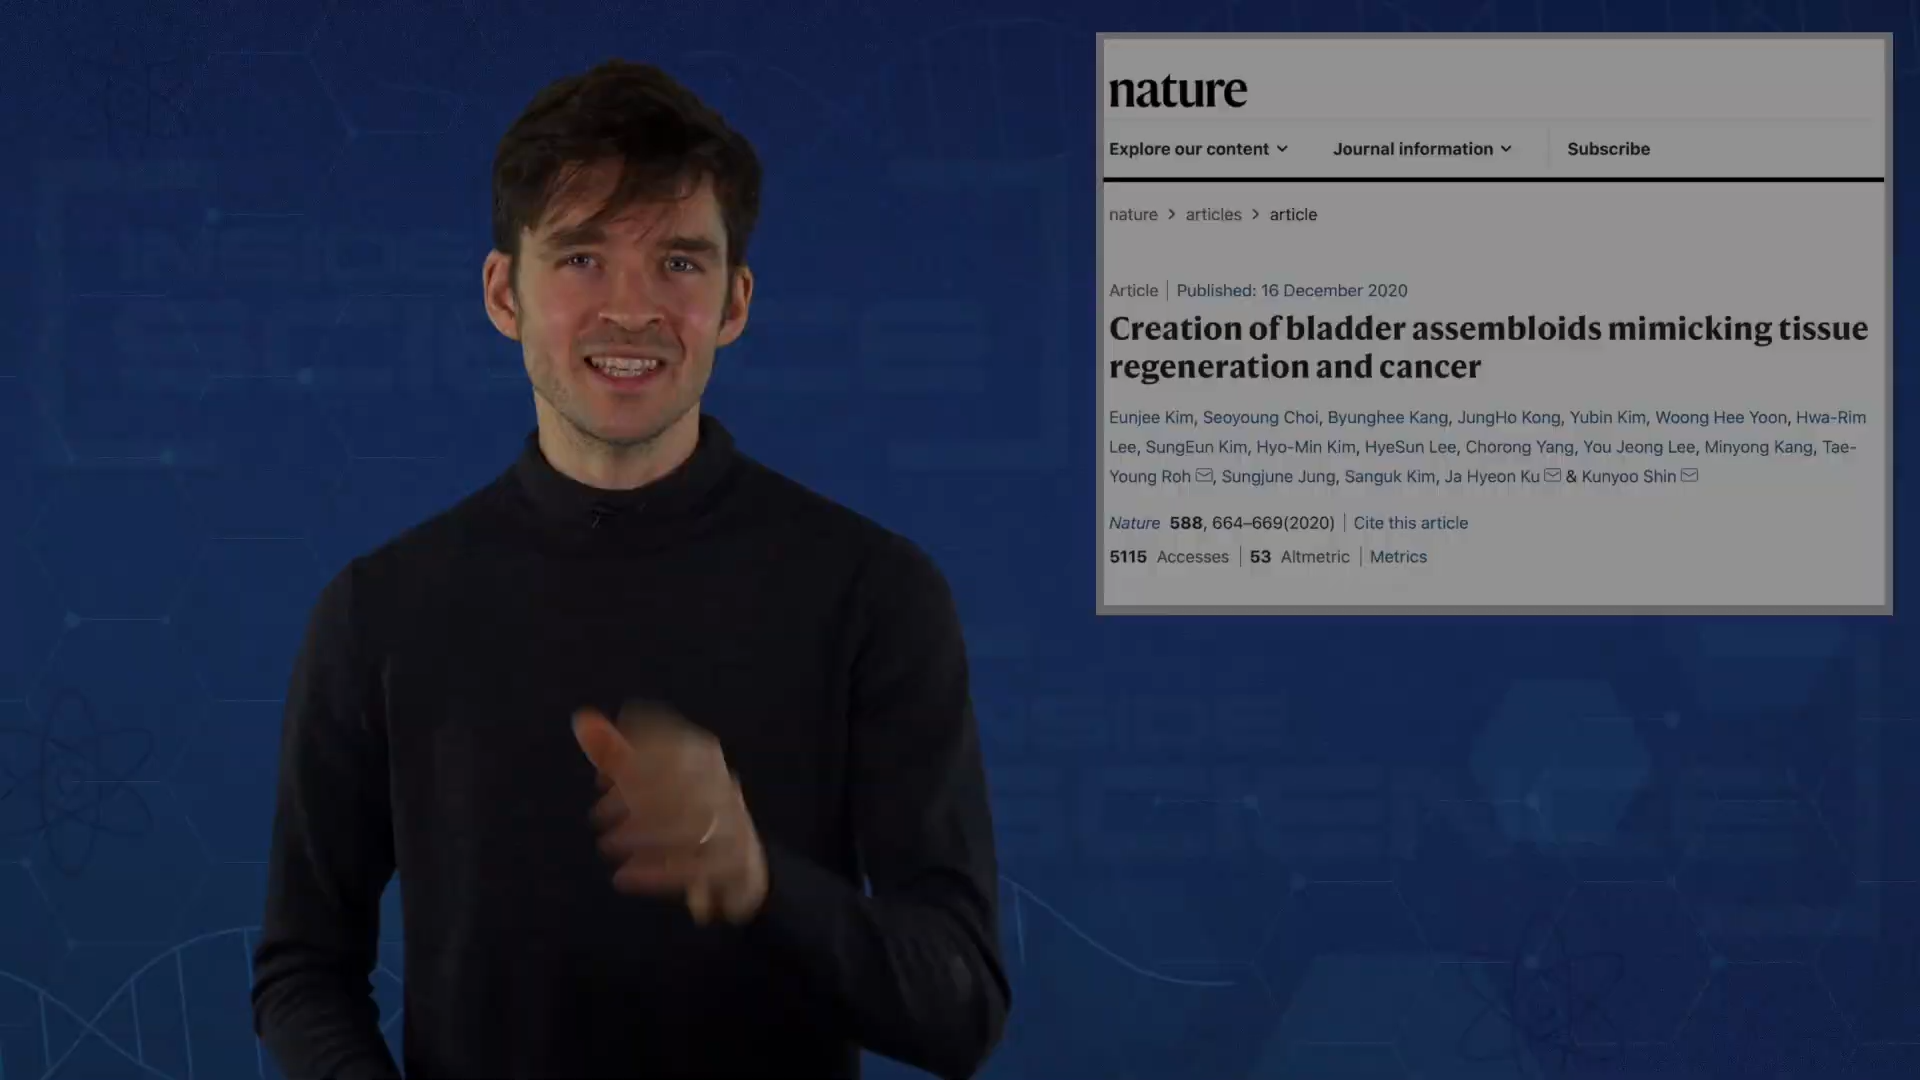 INSIDE
SCIENCE
nature
Explore our content
Journal information
Subscribe
nature > articles > article
Article | Published: 16 December 2020
Creation of bladder assembloids mimicking tissue
regeneration and cancer
Eunjee Kim, Seoyoung Choi, Byunghee Kang, JungHo Kong, Yubin Kim, Woong Hee Yoon, Hwa-Rim
Lee, SungEun Kim, Hyo-Min Kim, HyeSun Lee, Chorong Yang, You Jeong Lee, Minyong Kang, Tae-
Young Roh, Sungjune Jung, Sanguk Kim, Ja Hyeon Ku & Kunyoo Shin
Nature 588, 664–669(2020) | Cite this article
5115 Accesses | 53 Altmetric | Metrics
INSIDE
SCIENCE